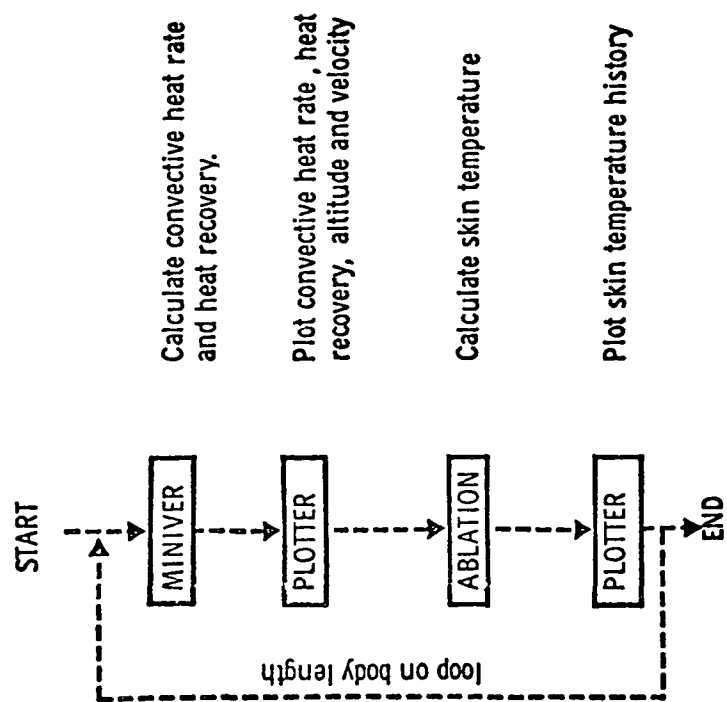 START
MINIVER
Calculate convective heat rate
and heat recovery.
PLOTTER
Plot convective heat rate , heat
recovery, altitude and velocity
ABLATION
Calculate skin temperature
PLOTTER
Plot skin temperature history
END
loop on body length